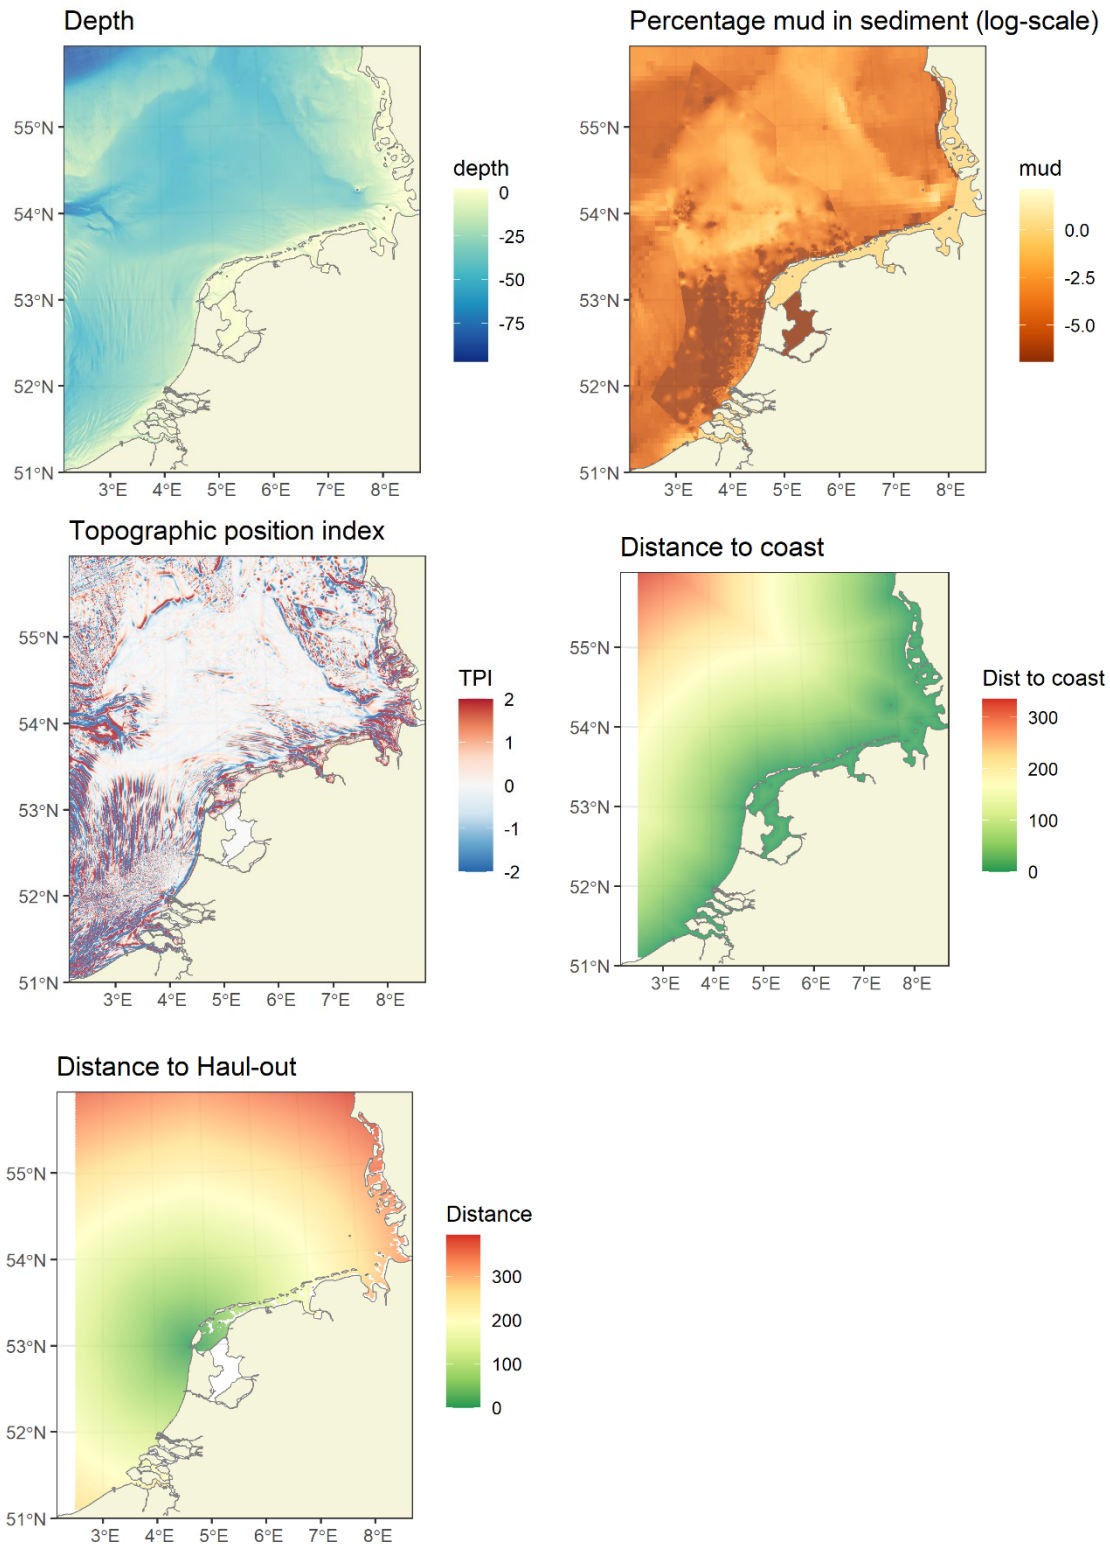 Depth
55°N
54°N
53°N
52°N
51°N
3°E 4°E 5°E 6°E 7°E 8°E
depth
0
-25
-50
-75
Percentage mud in sediment (log-scale)
55°N
54°N
53°N
52°N
51°N
3°E 4°E 5°E 6°E 7°E 8°E
mud
0.0
-2.5
-5.0
Topographic position index
55°N
54°N
53°N
52°N
51°N
3°E 4°E 5°E 6°E 7°E 8°E
TPI
2
1
0
-1
-2
Distance to coast
55°N
54°N
53°N
52°N
51°N
3°E 4°E 5°E 6°E 7°E 8°E
Dist to coast
300
200
100
0
Distance to Haul-out
55°N
54°N
53°N
52°N
51°N
3°E 4°E 5°E 6°E 7°E 8°E
Distance
300
200
100
0